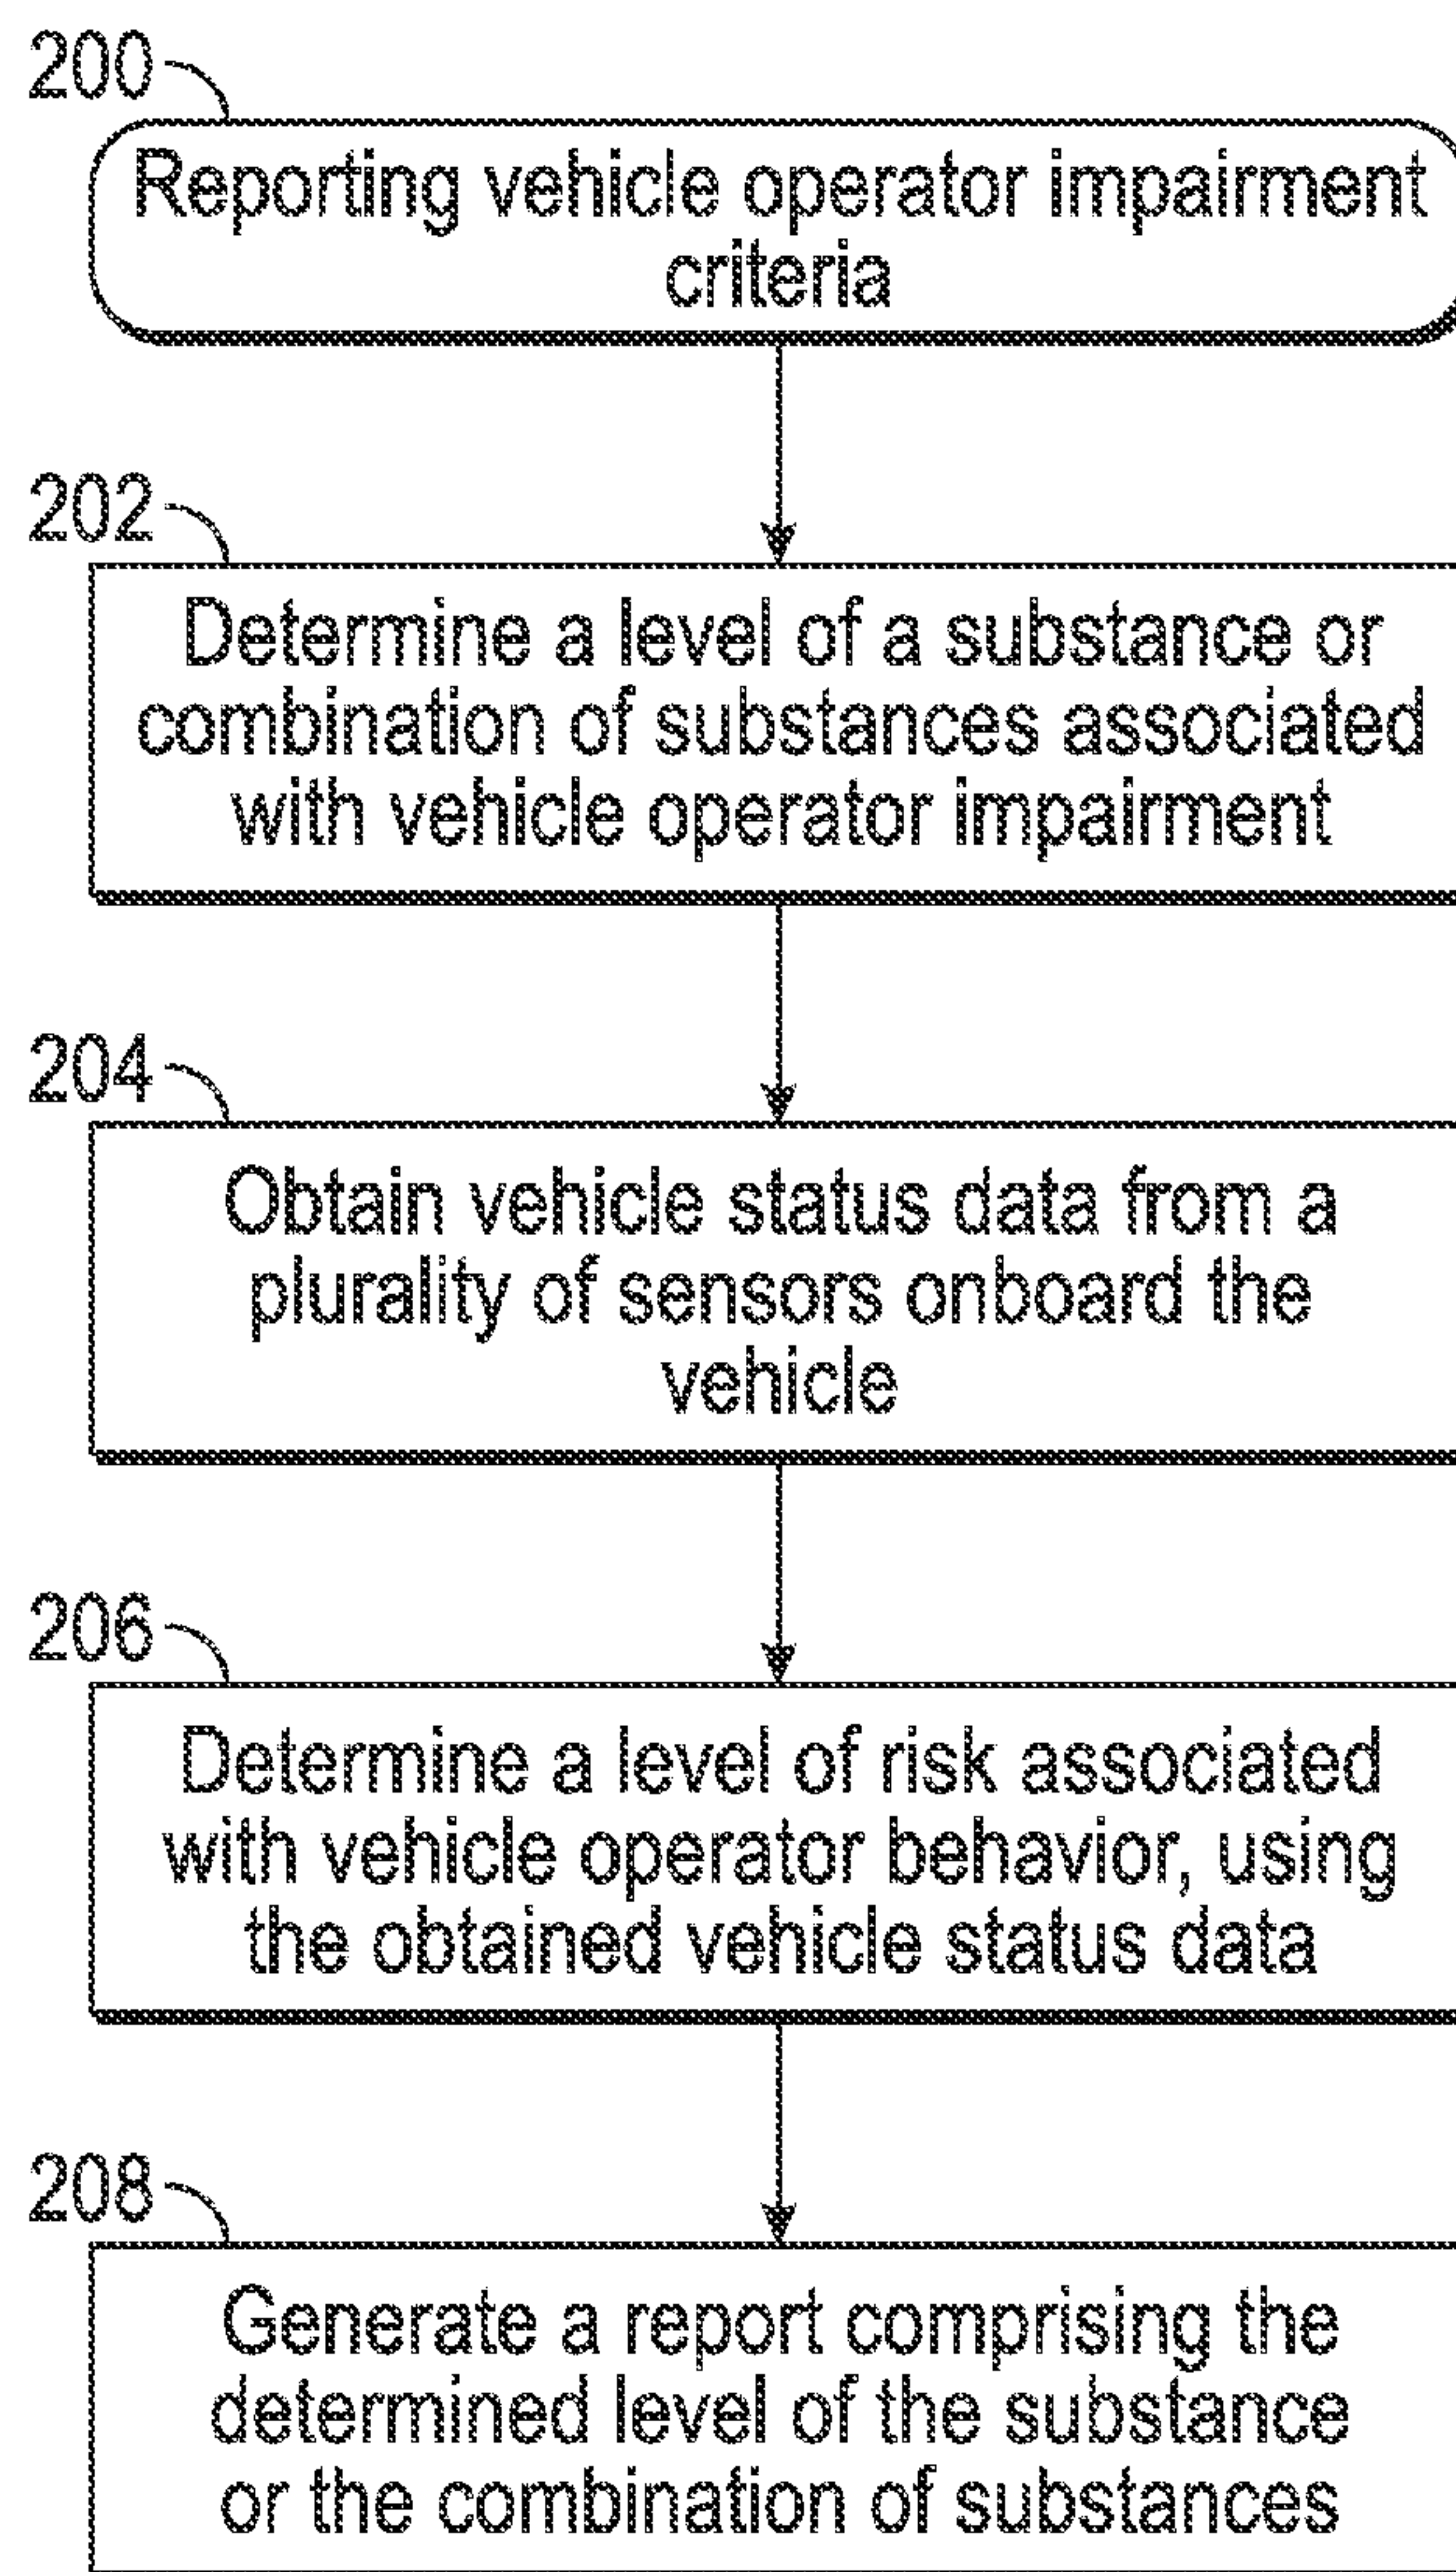 200
Reporting vehicle operator impairment
criteria
202
Determine a level of a substance or
combination of substances associated
with vehicle operator impairment
204
Obtain vehicle status data from a
plurality of sensors onboard the
vehicle
206
Determine a level of risk associated
with vehicle operator behavior, using
the obtained vehicle status data
208
Generate a report comprising the
determined level of the substance
or the combination of substances